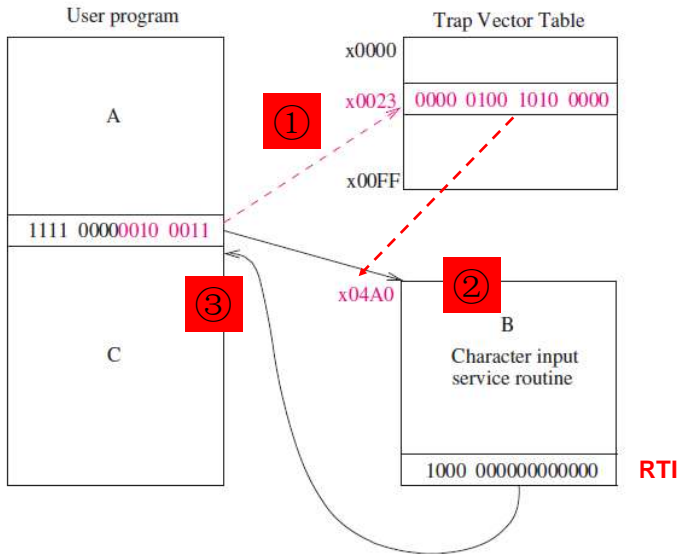 User program
Trap Vector Table
x0000
x0023 0000 0100 1010 0000
A
①
x00FF
1111 00000010 0011
x04A0
②
③
B
C
Character input
service routine
1000 000000000000 RTI